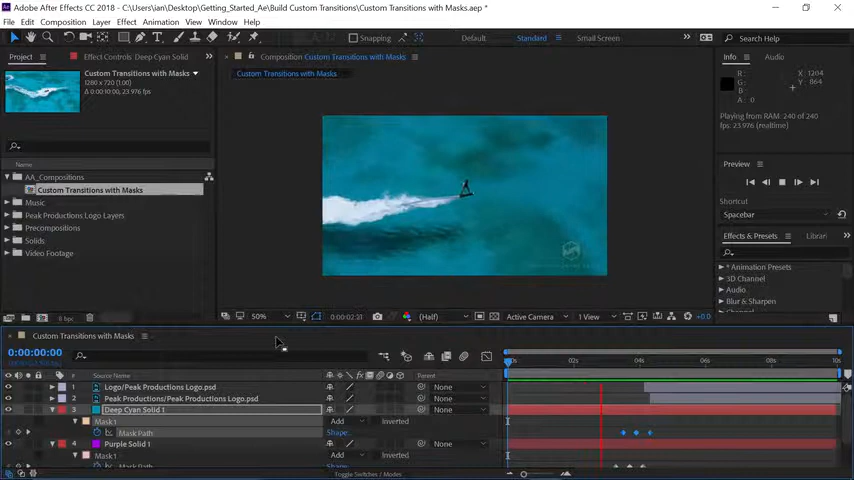 Adobe After Effects CC 2018 - C:\Users\ian\Desktop\Getting_Started_Ae\Build Custom Transitions\Custom Transitions with Masks.aep *
File Edit Composition Layer Effect Animation View Window Help
Snapping Default Standard Small Screen Search Help
Project Effect Controls: Deep Cyan Solid Composition Custom Transitions with Masks Info Audio
Custom Transitions with Masks
Custom Transitions with Masks
1280 x 720 (1.00)
Δ 0:00:10:00, 23.976 fps
R: X: 1204
G: Y: 864
B:
A: 0
Playing from RAM: 240 of 240
fps: 23.976 (realtime)
Preview
Shortcut
Spacebar
Name
AA_Compositions
Custom Transitions with Masks
Music
Peak Productions Logo Layers
Precompositions
Solids
Video Footage
Effects & Presets Librar
* Animation Presets
3D Channel
Audio
Blur & Sharpen
8 bpc 50% 0:00:02:21 (Half) Active Camera 1 View +0.0
Custom Transitions with Masks
0:00:00:00
02s 04s 06s 08s 10s
# Source Name Parent
1 Logo/Peak Productions Logo.psd None
2 Peak Productions/Peak Productions Logo.psd None
3 Deep Cyan Solid 1 None
Mask 1 Add Inverted
Mask Path Shape...
4 Purple Solid 1 None
Mask 1 Add Inverted
Mask Path Shape...
Toggle Switches / Modes